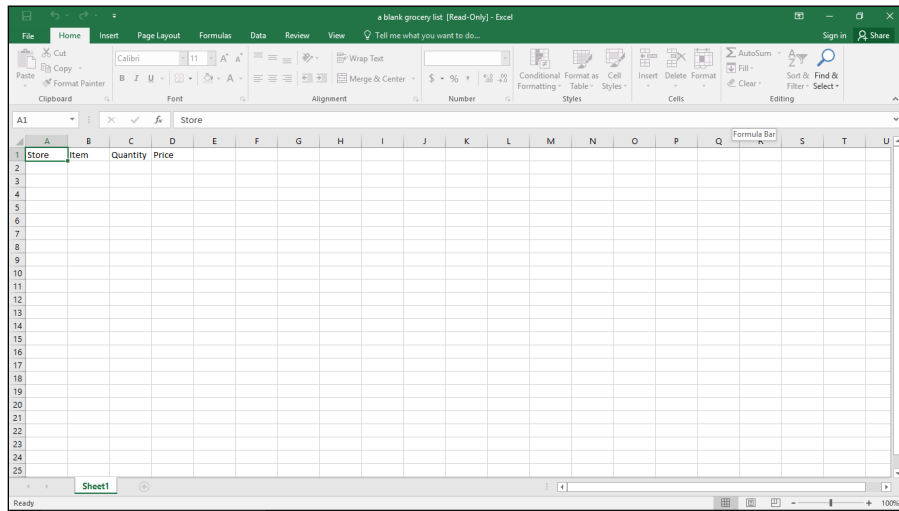 a blank grocery list [Read-Only] - Excel
File Home Insert Page Layout Formulas Data Review View Tell me what you want to do... Sign in Share
Cut Calibri 11 A A Wrap Text AutoSum
Copy
Paste Format Painter B I U A Merge & Center $ % , Conditional Formatting Format as Table Cell Styles Insert Delete Format Fill Clear Sort & Filter Find & Select
Clipboard Font Alignment Number Styles Cells Editing
A1 fx Store
Formula Bar
A B C D E F G H I J K L M N O P Q R S T U
1 Store Item Quantity Price
2
3
4
5
6
7
8
9
10
11
12
13
14
15
16
17
18
19
20
21
22
23
24
25
Sheet1
Ready 100%